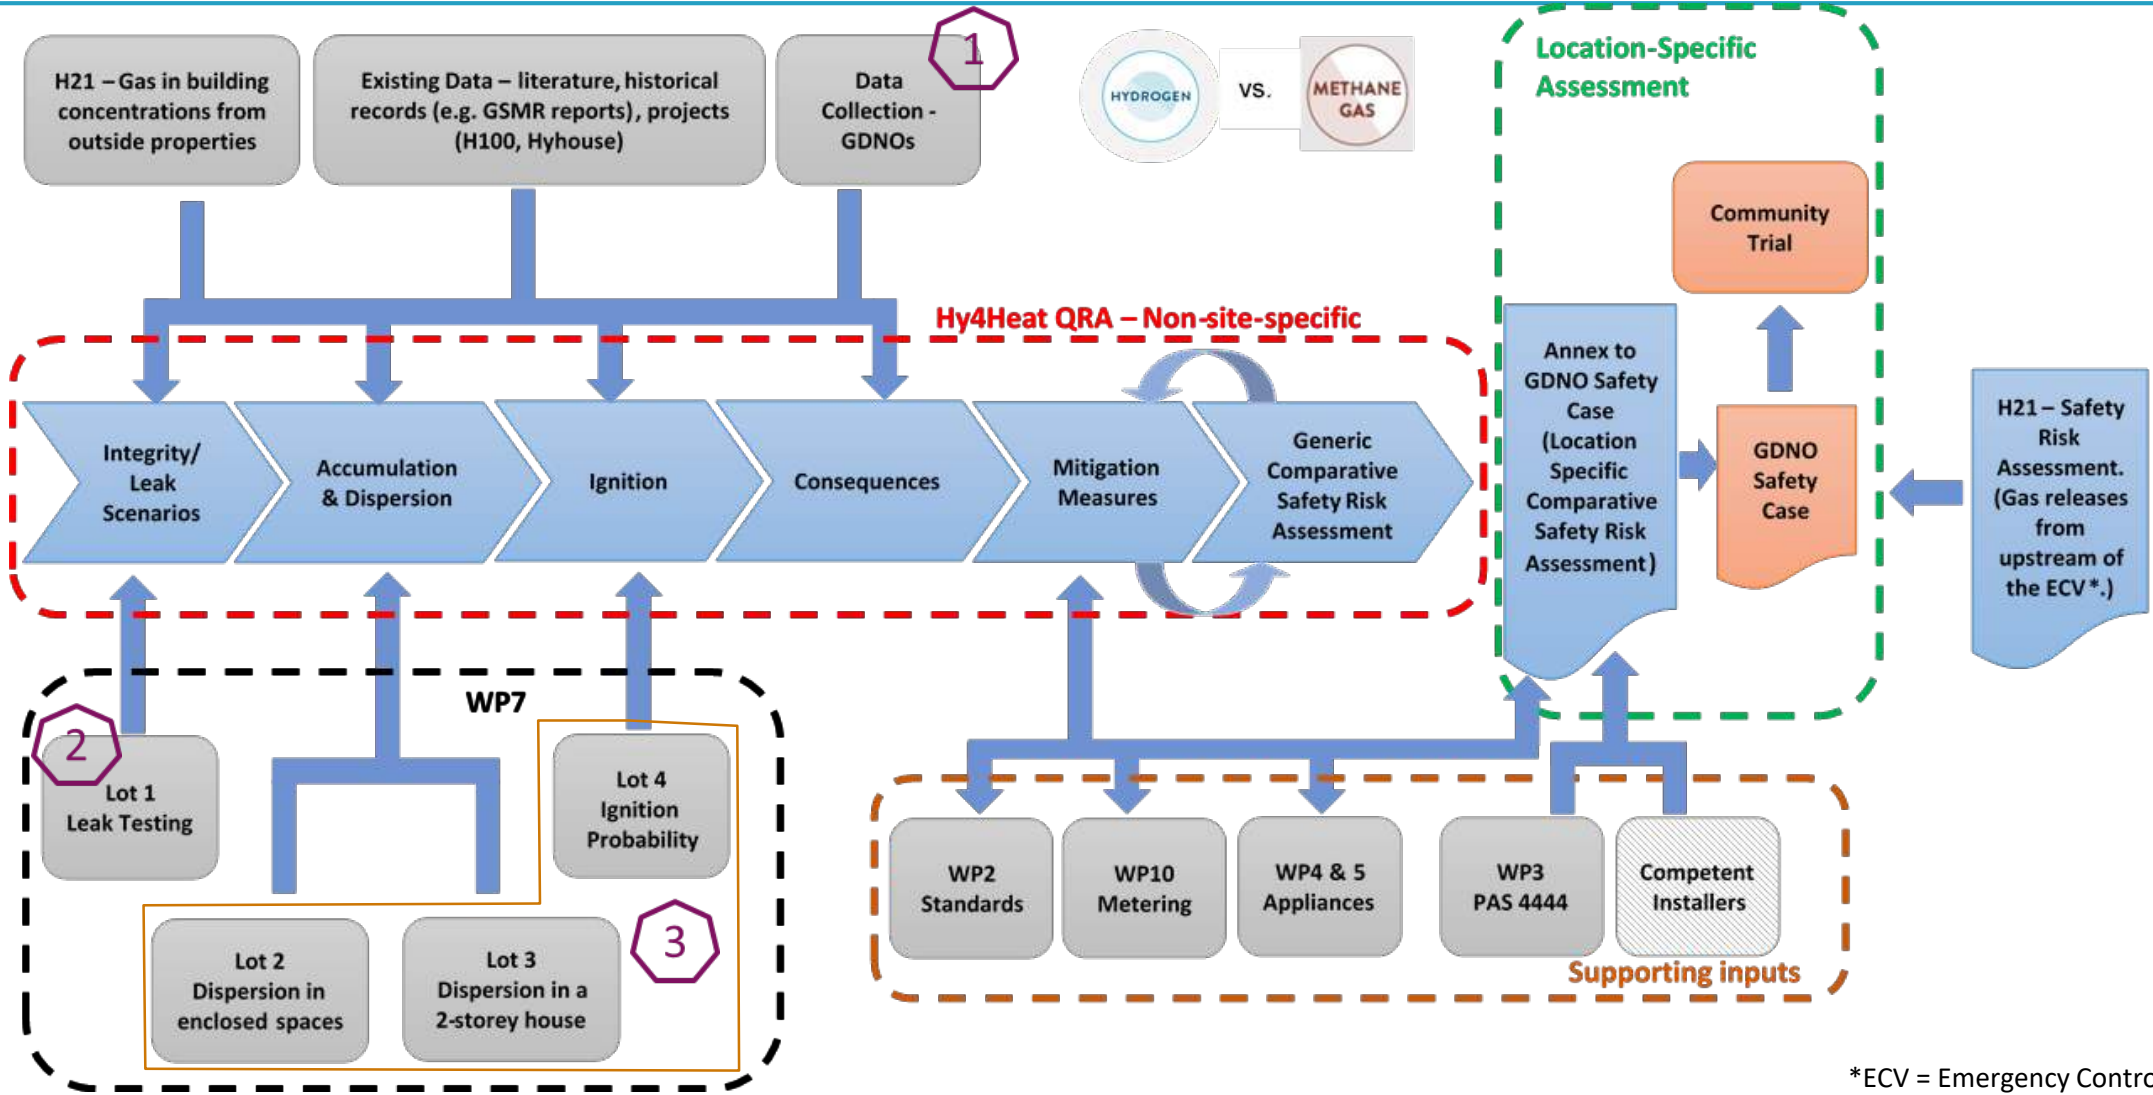 H21 – Gas in building
concentrations from
outside properties
Existing Data – literature, historical
records (e.g. GSMR reports), projects
(H100, Hyhouse)
Data
Collection -
GDNOs
1
HYDROGEN
VS.
METHANE
GAS
Location-Specific
Assessment
Community
Trial
Hy4Heat QRA – Non-site-specific
Integrity/
Leak
Scenarios
Accumulation
& Dispersion
Ignition
Consequences
Mitigation
Measures
Generic
Comparative
Safety Risk
Assessment
Annex to
GDNO Safety
Case
(Location
Specific
Comparative
Safety Risk
Assessment)
GDNO
Safety
Case
H21 – Safety
Risk
Assessment.
(Gas releases
from
upstream of
the ECV*.)
WP7
2
Lot 1
Leak Testing
Lot 4
Ignition
Probability
Lot 2
Dispersion in
enclosed spaces
Lot 3
Dispersion in a
2-storey house
3
WP2
Standards
WP10
Metering
WP4 & 5
Appliances
WP3
PAS 4444
Competent
Installers
Supporting inputs
*ECV = Emergency Contro